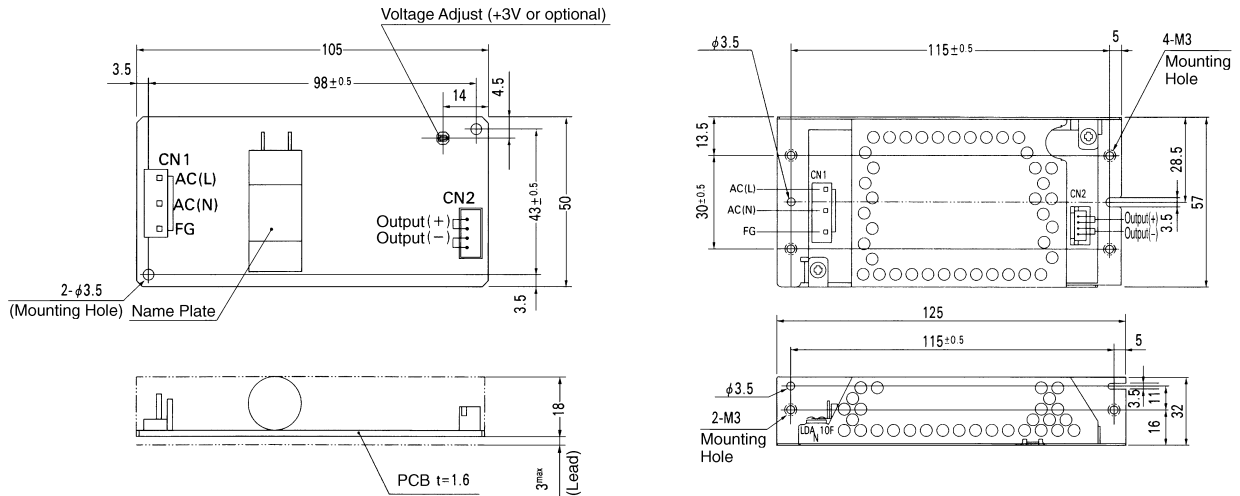 Voltage Adjust (+3V or optional)
105
3.5
98±0.5
14
4.5
CN1
AC(L)
AC(N)
FG
CN2
Output(+)
Output(−)
43±0.5
50
3.5
2-φ3.5
(Mounting Hole)
Name Plate
18
PCB t=1.6
3max
(Lead)
φ3.5
115±0.5
5
4-M3
Mounting
Hole
13.5
30±0.5
CN1
AC(L)
AC(N)
FG
CN2
Output(+)
Output(−)
28.5
3.5
57
125
115±0.5
5
φ3.5
2-M3
Mounting
Hole
LDA 10F
N
3.5
11
16
32